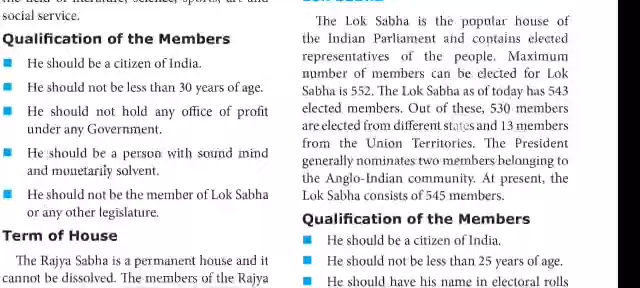 social service.
Qualification of the Members
He should be a citizen of India.
He should not be less than 30 years of age.
He should not hold any office of profit
under any Government.
He should be a person with sound mind
and monetarily solvent.
He should not be the member of Lok Sabha
or any other legislature.
Term of House
The Rajya Sabha is a permanent house and it
cannot be dissolved. The members of the Rajya
The Lok Sabha is the popular house of
the Indian Parliament and contains elected
representatives of the people. Maximum
number of members can be elected for Lok
Sabha is 552. The Lok Sabha as of today has 543
elected members. Out of these, 530 members
are elected from different states and 13 members
from the Union Territories. The President
generally nominates two members belonging to
the Anglo-Indian community. At present, the
Lok Sabha consists of 545 members.
Qualification of the Members
He should be a citizen of India.
He should not be less than 25 years of age.
He should have his name in electoral rolls